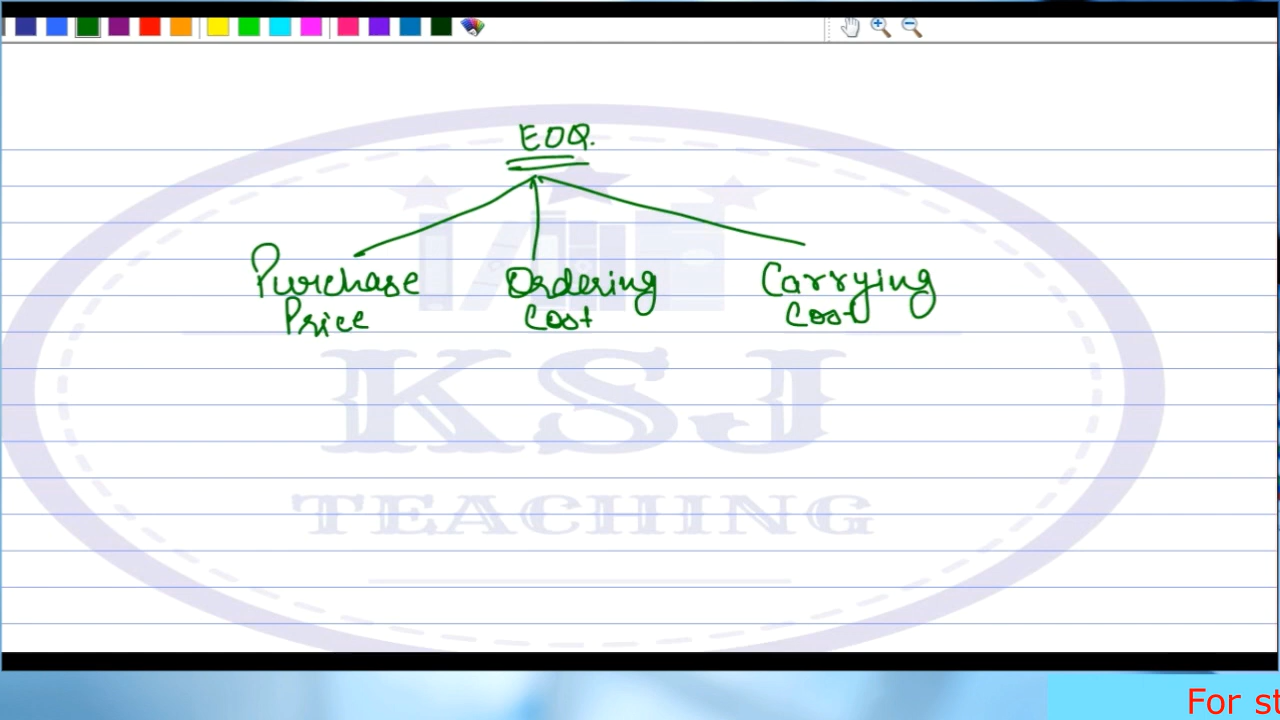 EOQ.
Purchase Ordering Carrying
Price Cost Cost
KSJ
TEACHING
For st